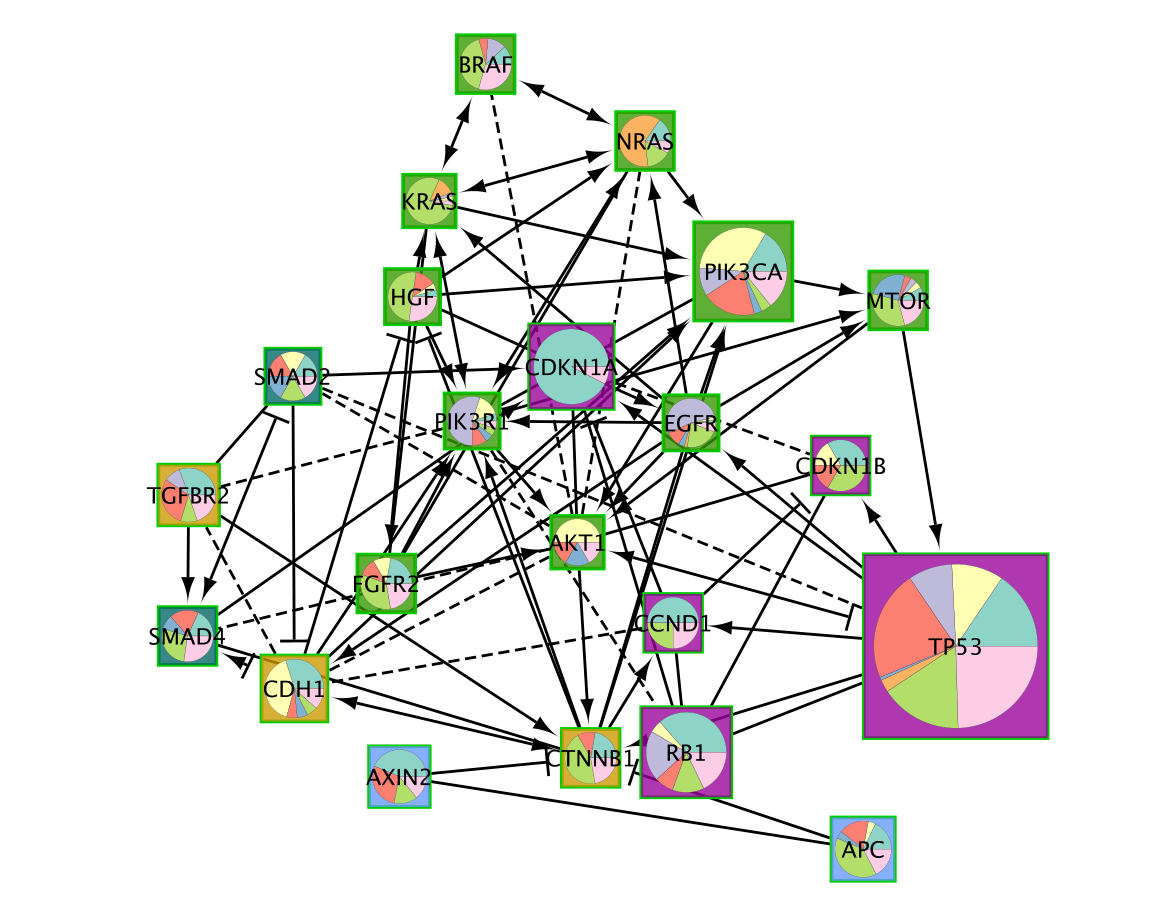 BRAF
NRAS
KRAS
PIK3CA
HGF
MTOR
CDKN1A
SMAD2
PIK3R1
EGFR
CDKN1B
TGFBR2
AKT1
FGFR2
CCND1
SMAD4
TP53
CDH1
RB1
CTNNB1
AXIN2
APC